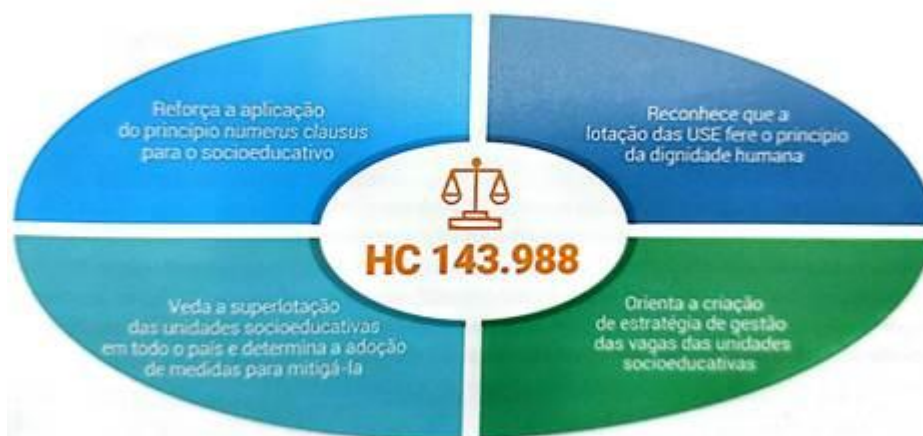 Reforça a aplicação
do princípio numerus clausus
para o socioeducativo
Reconhece que a
lotação das USE fere o princípio
da dignidade humana
HC 143.988
Veda a superlotação
das unidades socioeducativas
em todo o país e determina a adoção
de medidas para mitigá-la
Orienta a criação
de estratégia de gestão
das vagas das unidades
socioeducativas